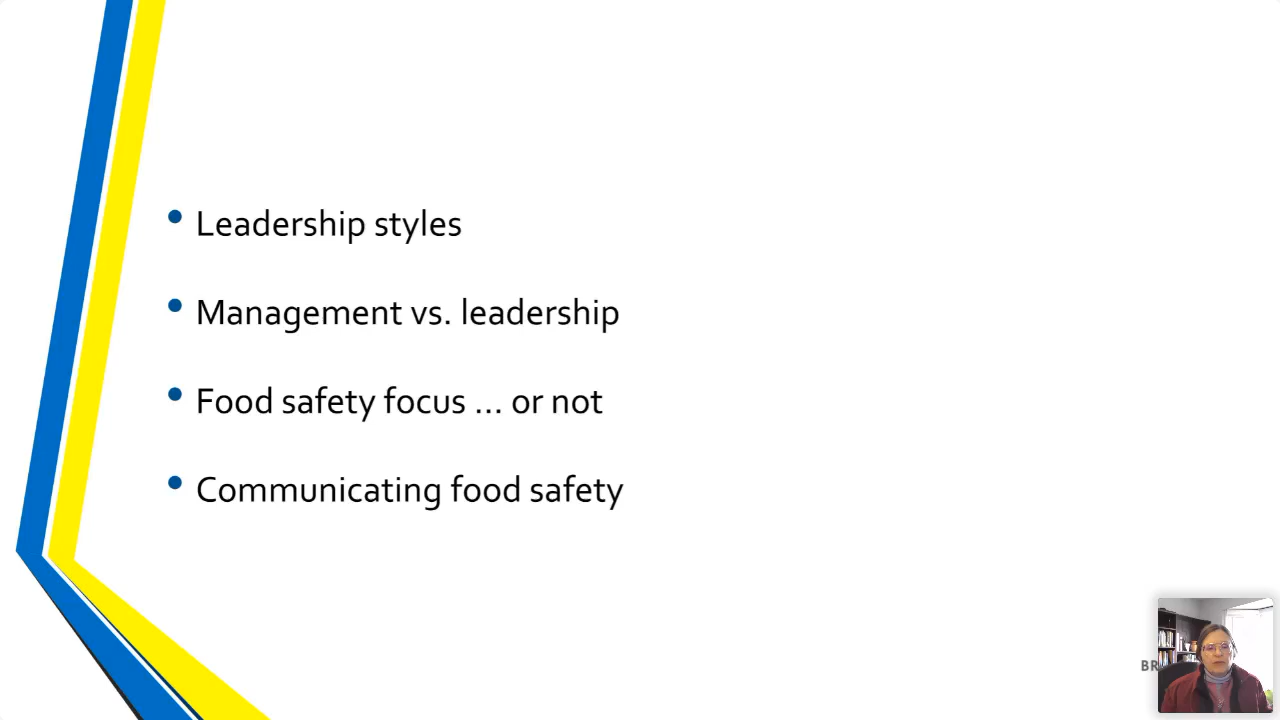 • Leadership styles
• Management vs. leadership
• Food safety focus … or not
• Communicating food safety